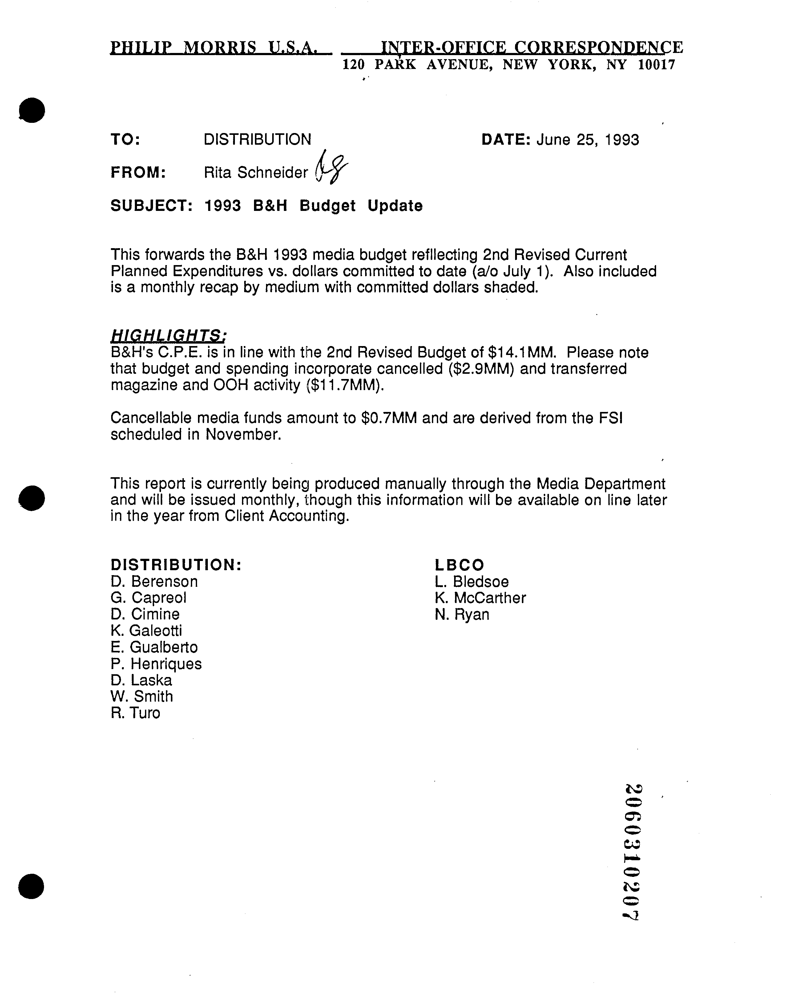 PHILIP MORRIS U.S.A. INTER-OFFICE CORRESPONDENCE
120 PARK AVENUE, NEW YORK, NY 10017
TO: DISTRIBUTION DATE: June 25, 1993
FROM: Rita Schneider
SUBJECT: 1993 B&H Budget Update
This forwards the B&H 1993 media budget refllecting 2nd Revised Current
Planned Expenditures vs. dollars committed to date (a/o July 1). Also included
is a monthly recap by medium with committed dollars shaded.
HIGHLIGHTS:
B&H's C.P.E. is in line with the 2nd Revised Budget of $14.1MM. Please note
that budget and spending incorporate cancelled ($2.9MM) and transferred
magazine and OOH activity ($11.7MM).
Cancellable media funds amount to $0.7MM and are derived from the FSI
scheduled in November.
This report is currently being produced manually through the Media Department
and will be issued monthly, though this information will be available on line later
in the year from Client Accounting.
DISTRIBUTION: LBCO
D. Berenson L. Bledsoe
G. Capreol K. McCarther
D. Cimine N. Ryan
K. Galeotti
E. Gualberto
P. Henriques
D. Laska
W. Smith
R. Turo
2060310207